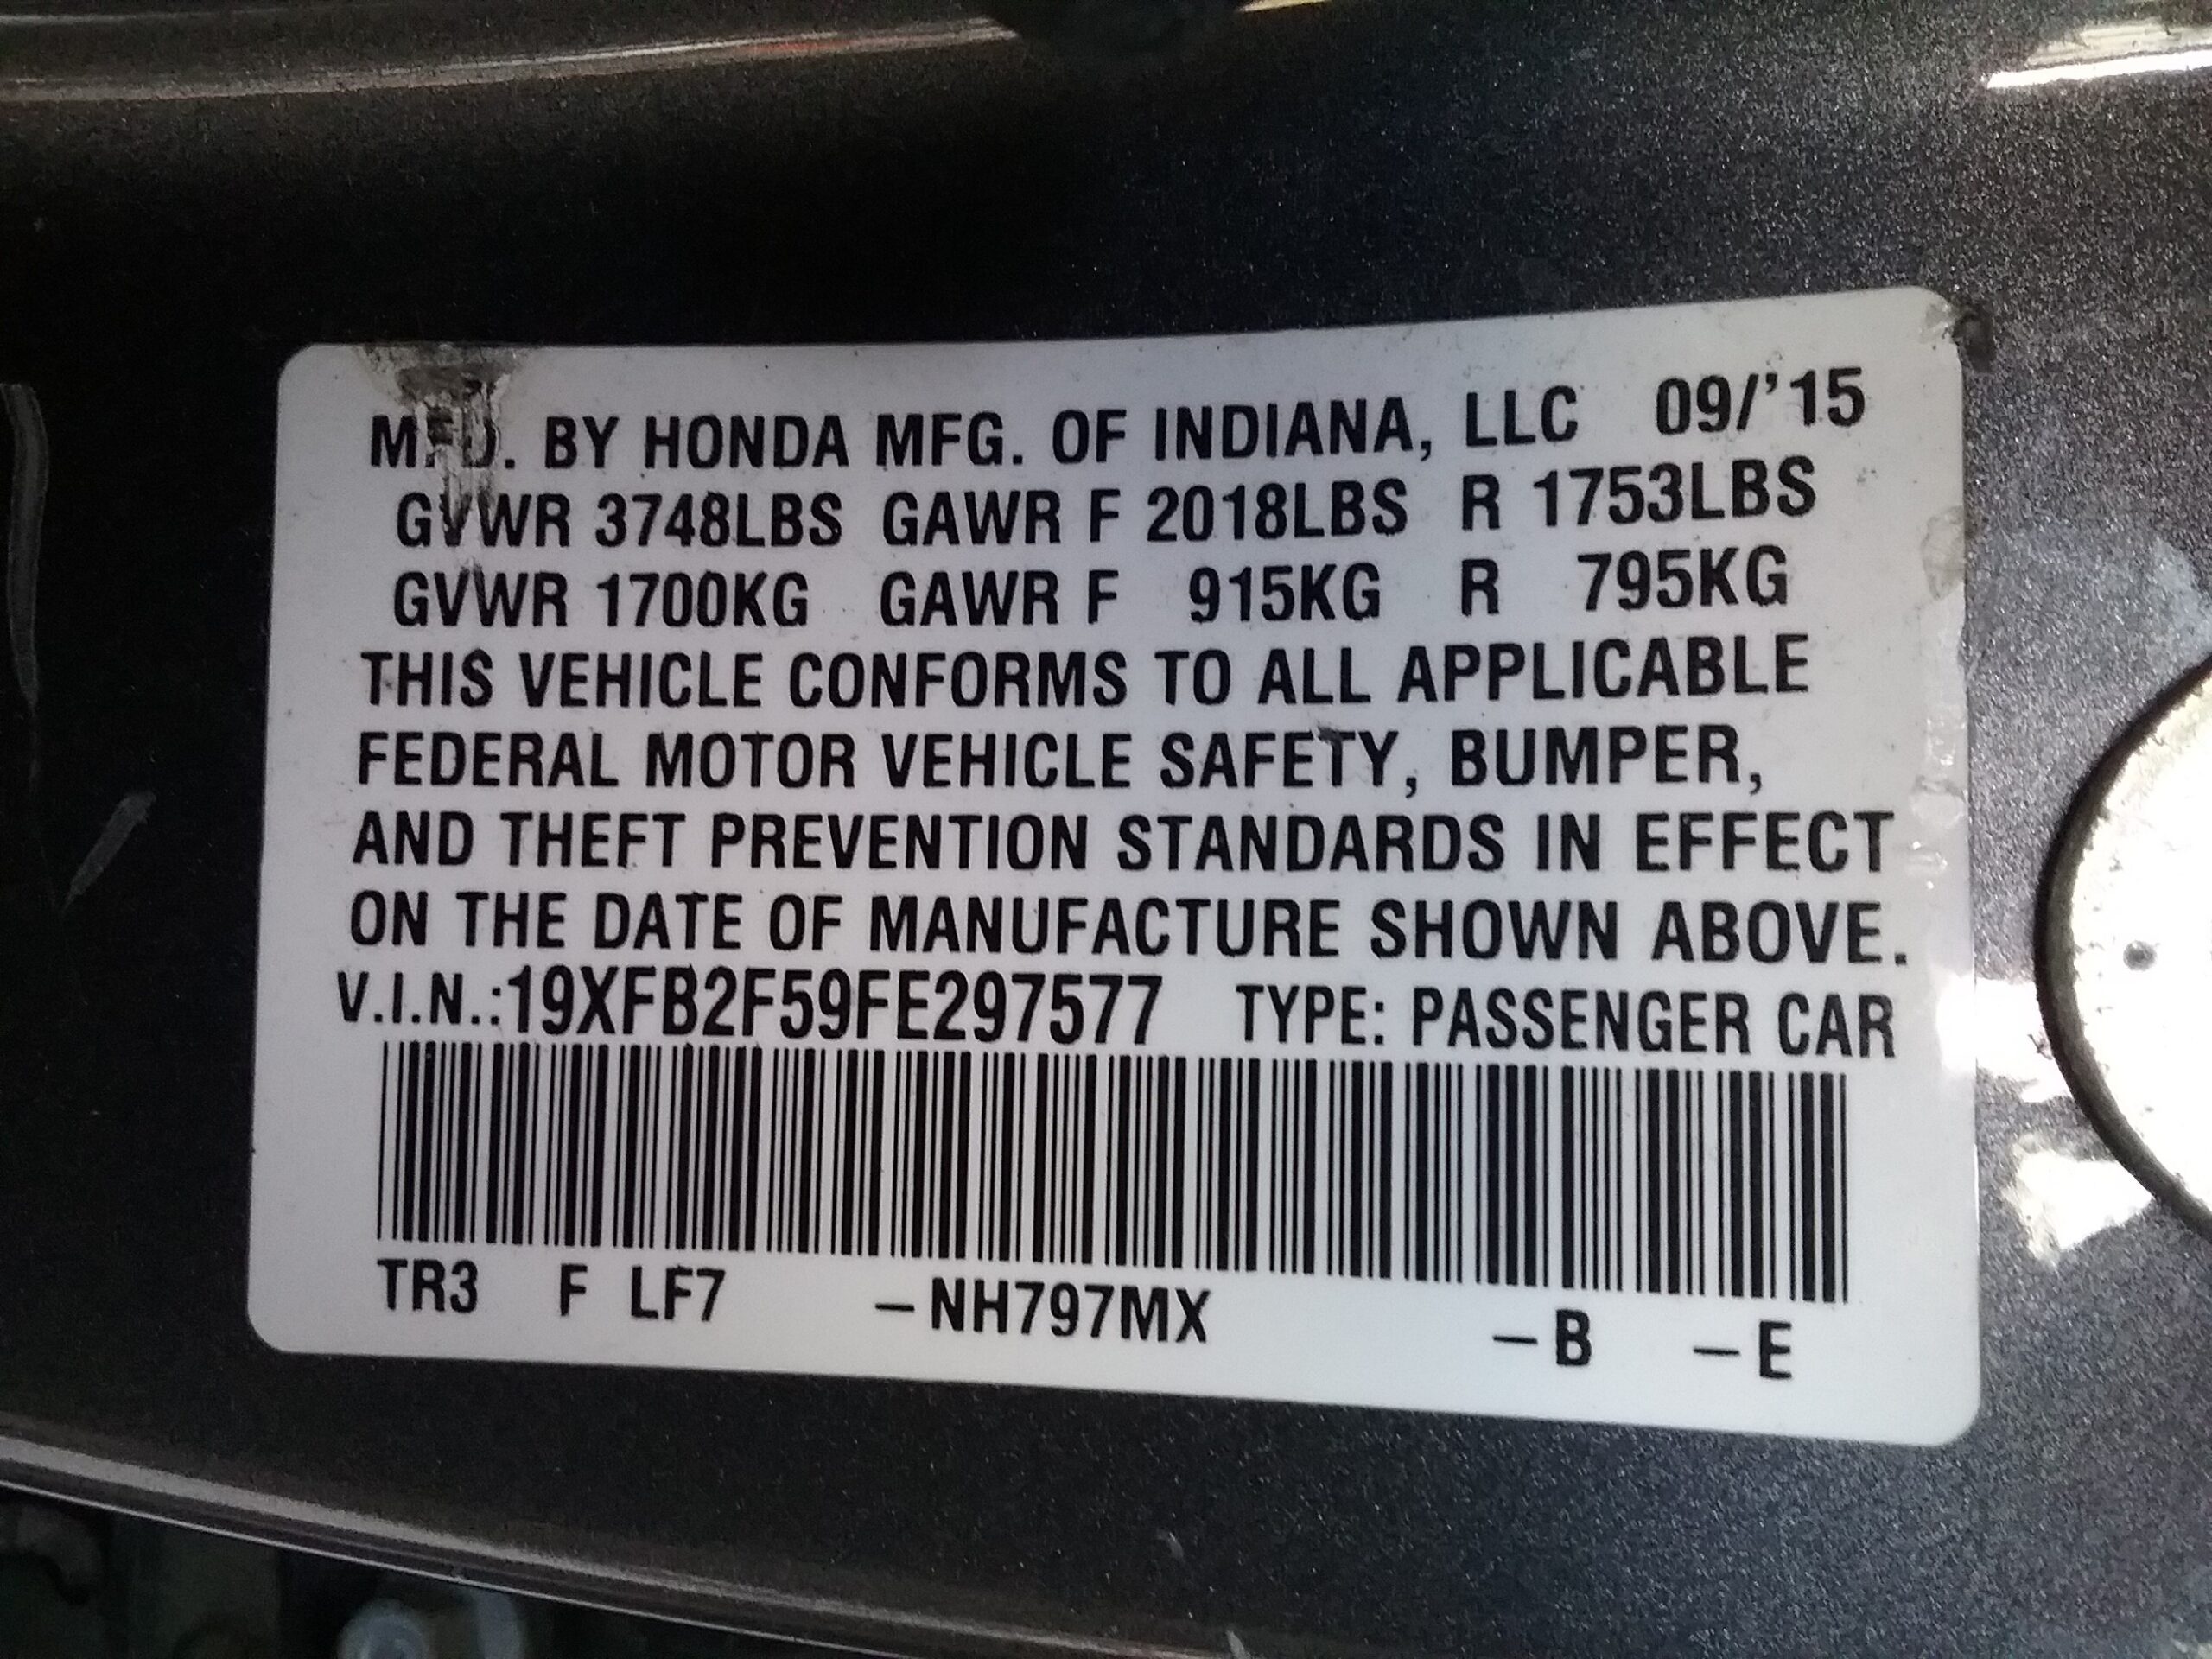 MFD. BY HONDA MFG. OF INDIANA, LLC 09/'15
GVWR 3748LBS GAWR F 2018LBS R 1753LBS
GVWR 1700KG GAWR F 915KG R 795KG
THIS VEHICLE CONFORMS TO ALL APPLICABLE
FEDERAL MOTOR VEHICLE SAFETY, BUMPER,
AND THEFT PREVENTION STANDARDS IN EFFECT
ON THE DATE OF MANUFACTURE SHOWN ABOVE.
V.I.N.:19XFB2F59FE297577 TYPE: PASSENGER CAR
TR3 F LF7 –NH797MX –B –E